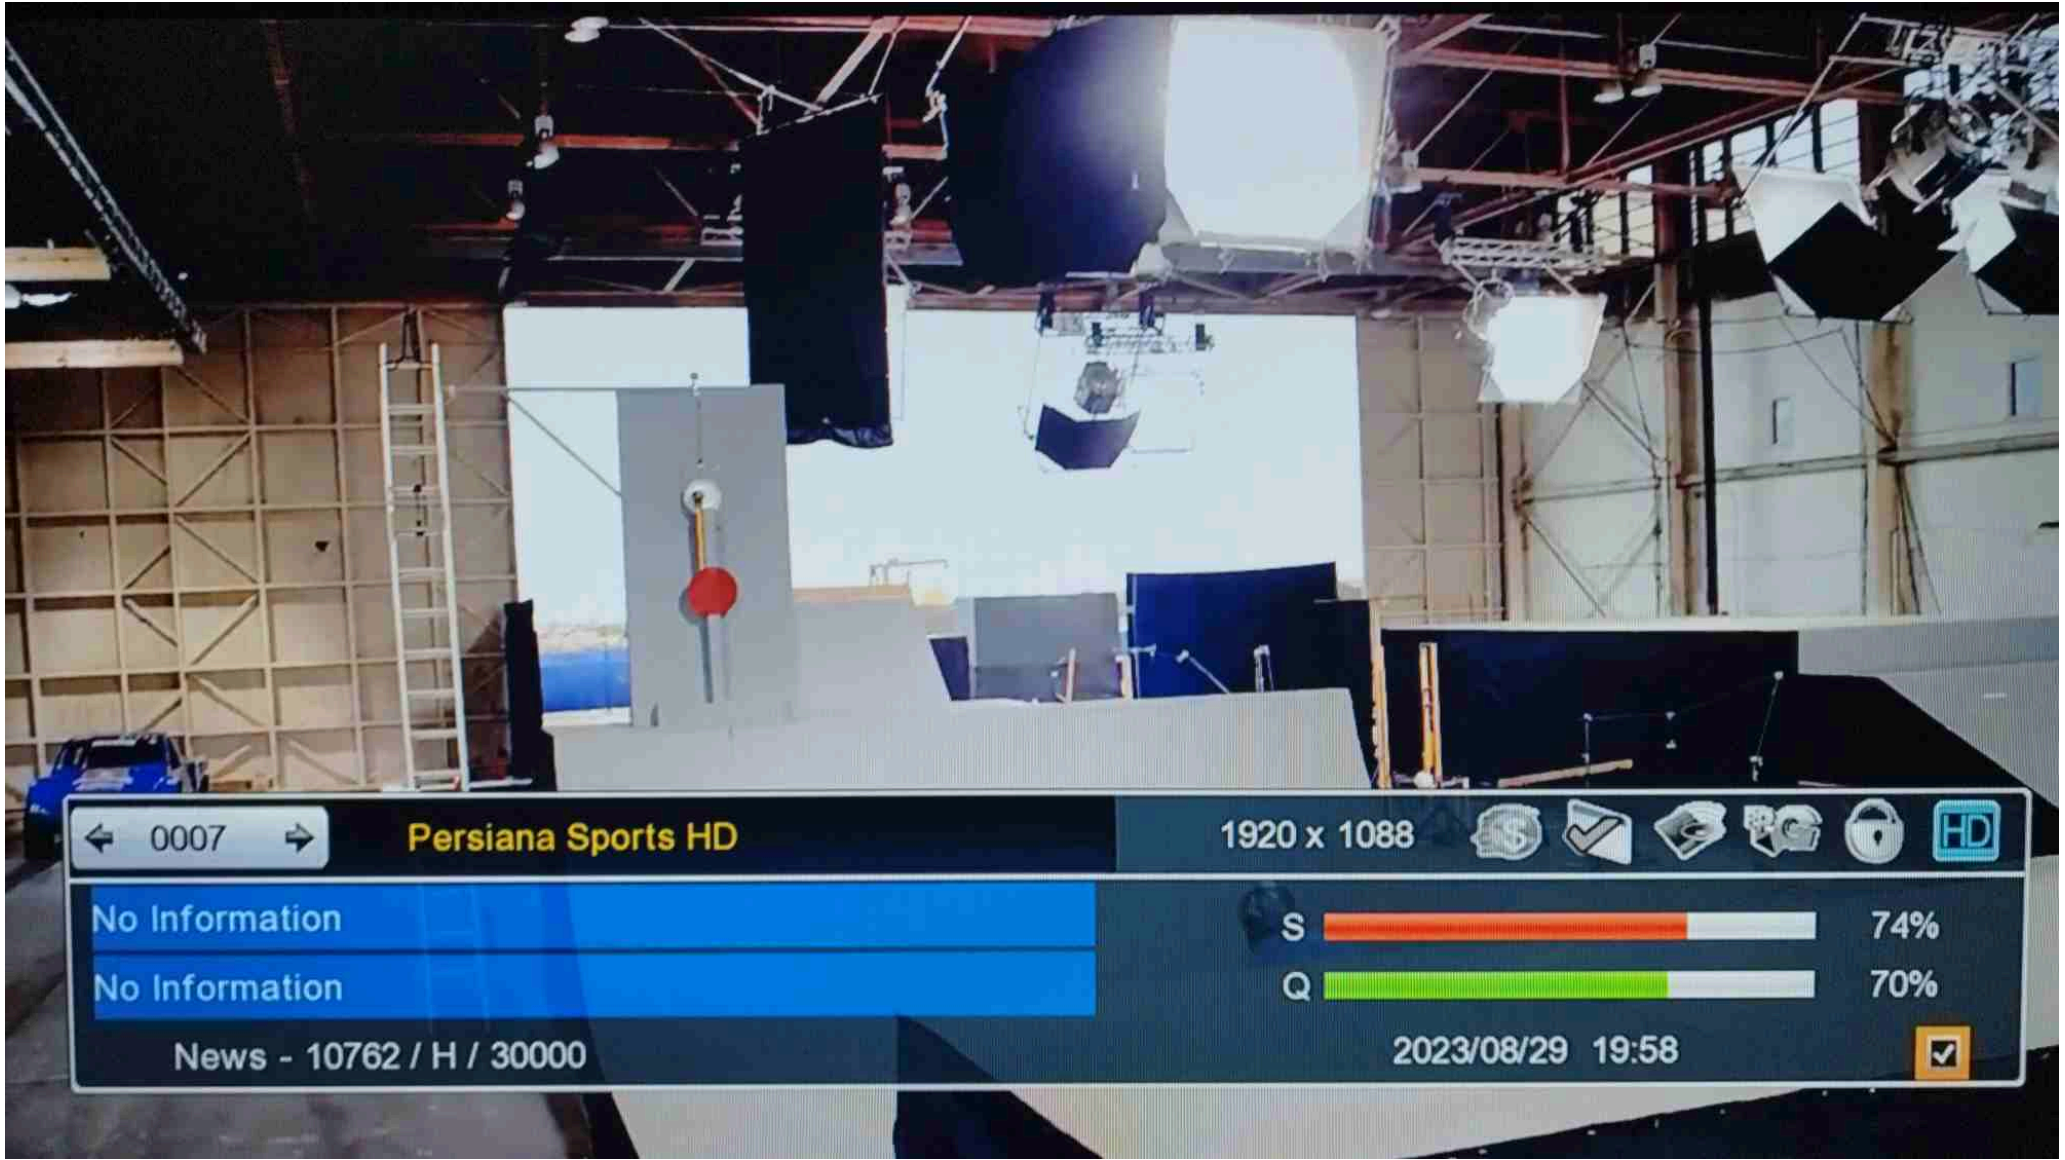 0007
Persiana Sports HD
1920 x 1088
HD
No Information
No Information
S 74%
Q 70%
News - 10762 / H / 30000
2023/08/29 19:58